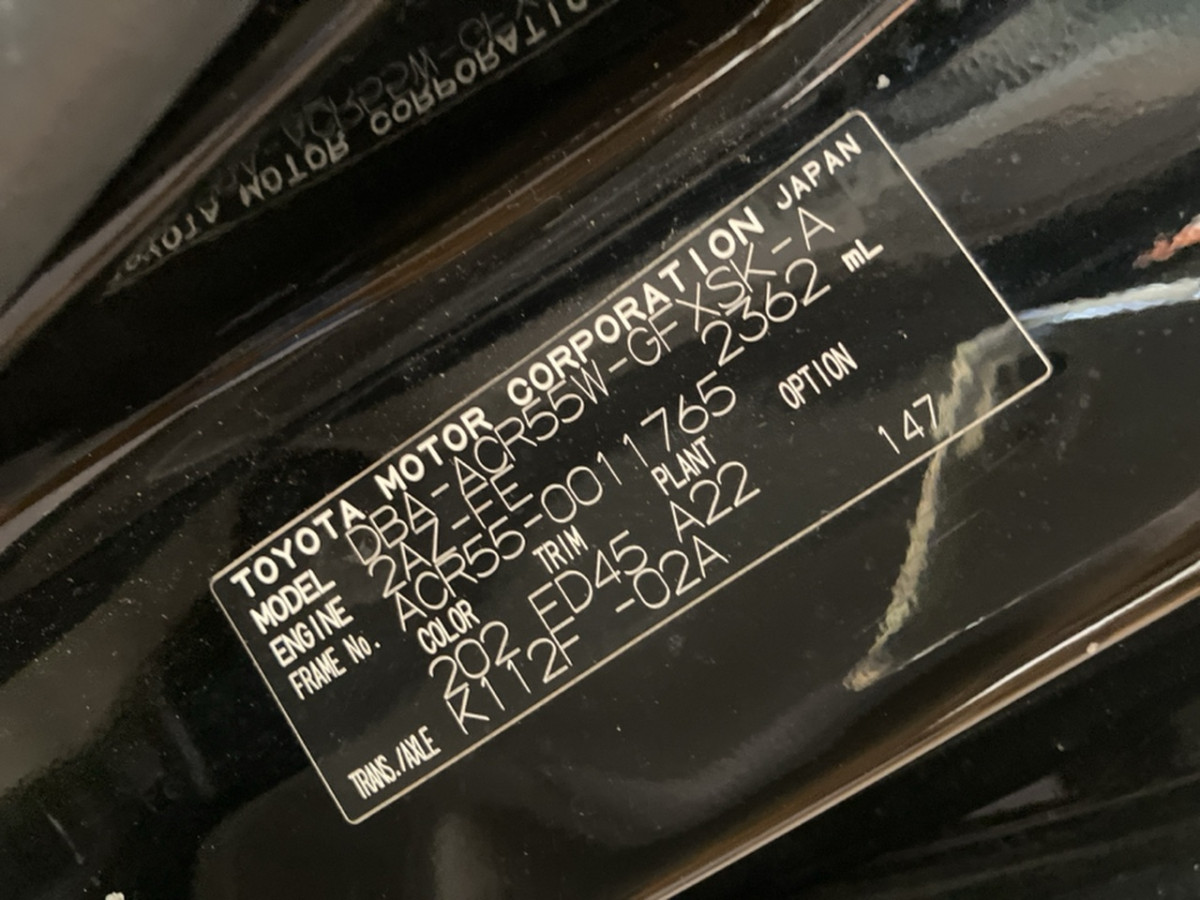 TOYOTA MOTOR CORPORATION JAPAN
MODEL DBA-ACR55W-GFXSK-A
ENGINE 2AZ-FE 2362 mL
FRAME No. ACR55-0011765
COLOR TRIM PLANT OPTION
202 FD45 A22 147
TRANS./AXLE K112F -02A